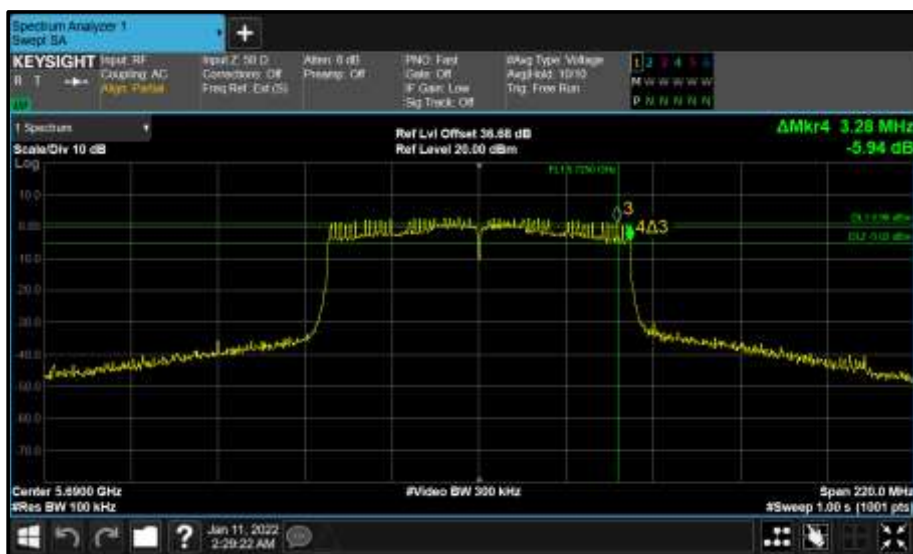 Spectrum Analyzer 1
Swept SA
+
KEYSIGHT
R T
Input: RF
Coupling: AC
Align: Partial
Input Z: 50 Ω
Corrections: Off
Freq Ref: Ext (S)
Atten: 0 dB
Preamp: Off
PNO: Fast
Gate: Off
IF Gain: Low
Sig Track: Off
#Avg Type: Voltage
Avg|Hold: 10/10
Trig: Free Run
1 2 3 4 5 6
M W W W W W
P N N N N N
1 Spectrum
Scale/Div 10 dB
Ref Lvl Offset 36.68 dB
Ref Level 20.00 dBm
ΔMkr4 3.28 MHz
-5.94 dB
Log
10.0
0.00
-10.0
-20.0
-30.0
-40.0
-50.0
-60.0
-70.0
3
4Δ3
Center 5.6900 GHz
#Res BW 100 kHz
#Video BW 300 kHz
Span 220.0 MHz
#Sweep 1.00 s (1001 pts)
?
Jan 11, 2022
2:29:22 AM